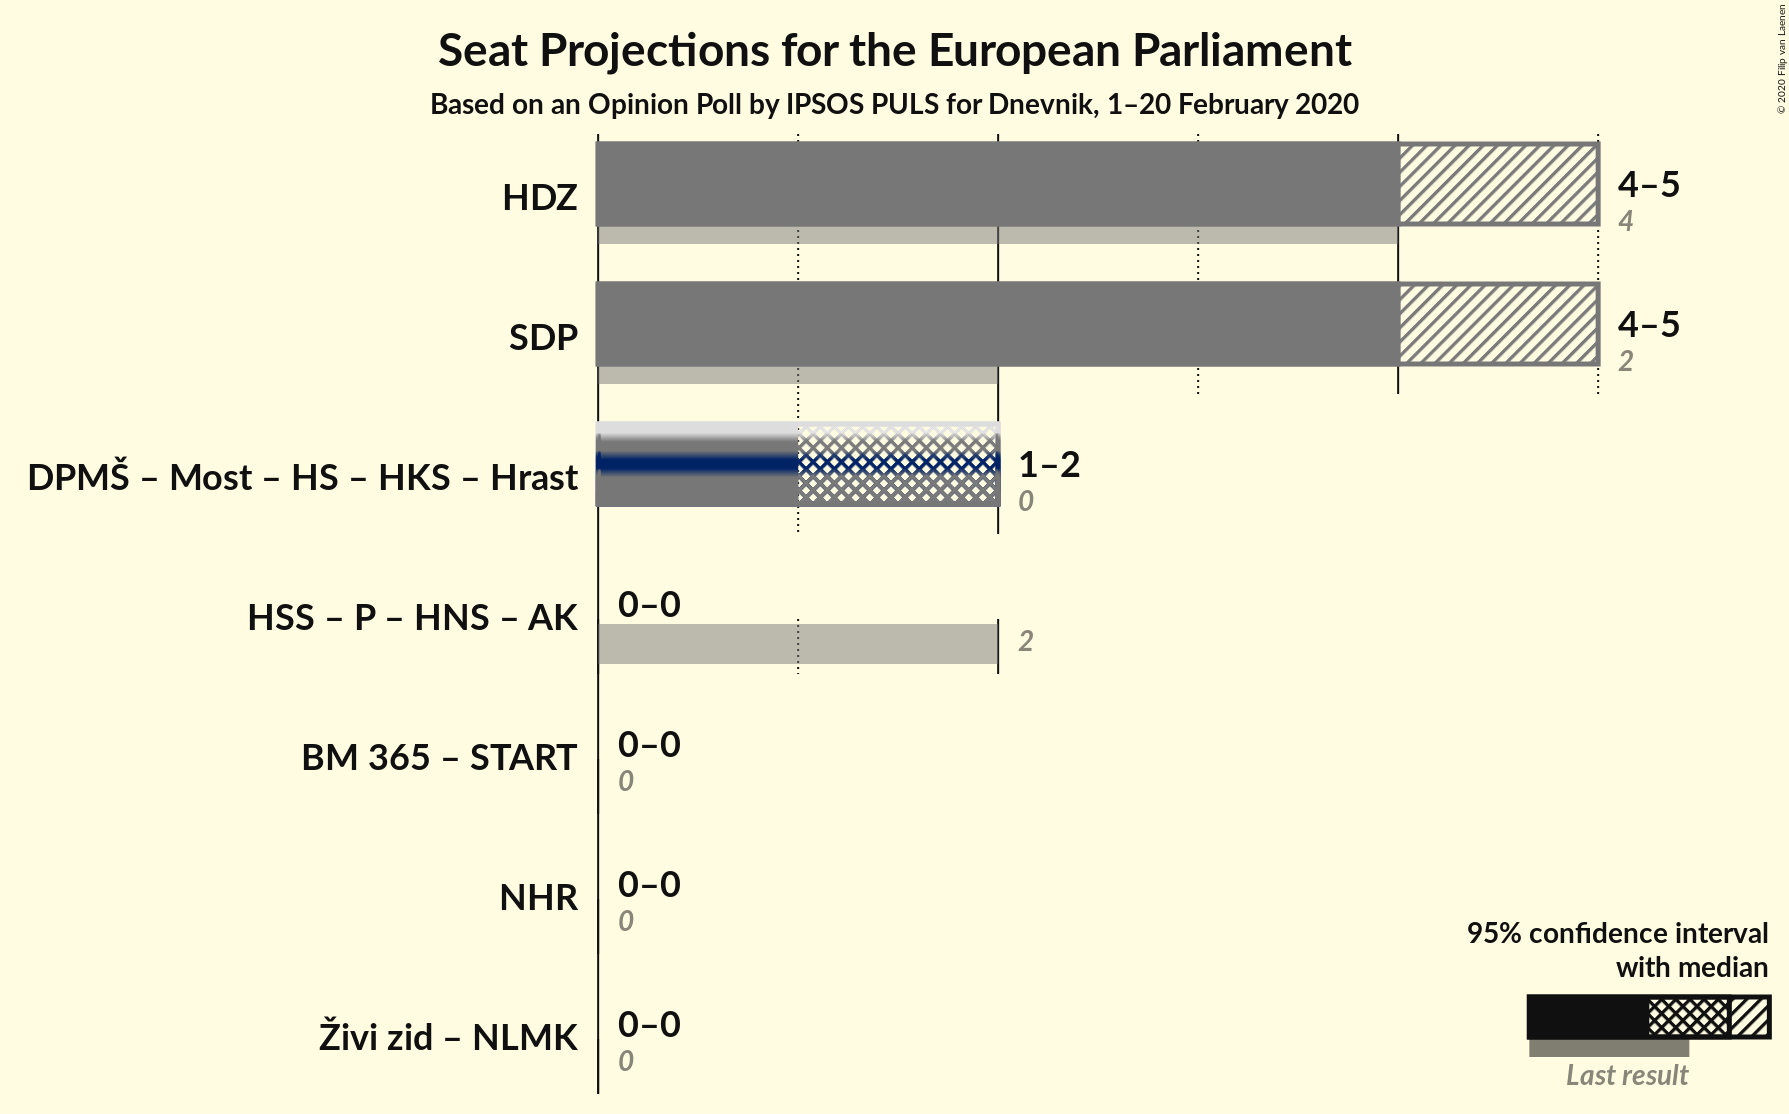 Seat Projections for the European Parliament
Based on an Opinion Poll by IPSOS PULS for Dnevnik, 1–20 February 2020
© 2020 Filip van Laenen
HDZ
4–5
4
SDP
4–5
2
DPMŠ – Most – HS – HKS – Hrast
1–2
0
HSS – P – HNS – AK
0–0
2
BM 365 – START
0–0
0
NHR
0–0
0
Živi zid – NLMK
0–0
0
95% confidence interval
with median
Last result